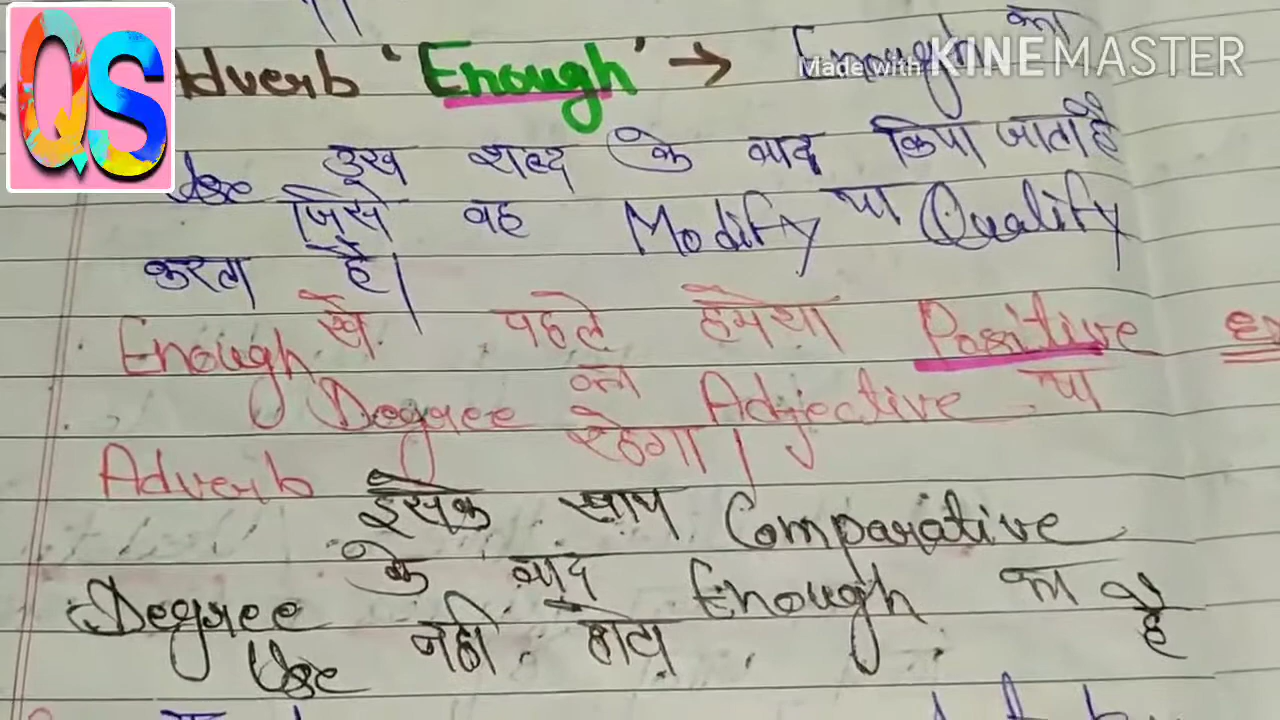 QS
Adverb 'Enough' → Enough का
Made with KINEMASTER
Use उस शब्द के बाद किया जाता है
जिसे वह Modify या Qualify
करता है।
Enough से पहले हमेशा Positive
Degree का Adjective या
Adverb रहेगा।
इसके साथ Comparative
Degree के बाद Enough का
Use नही होता है